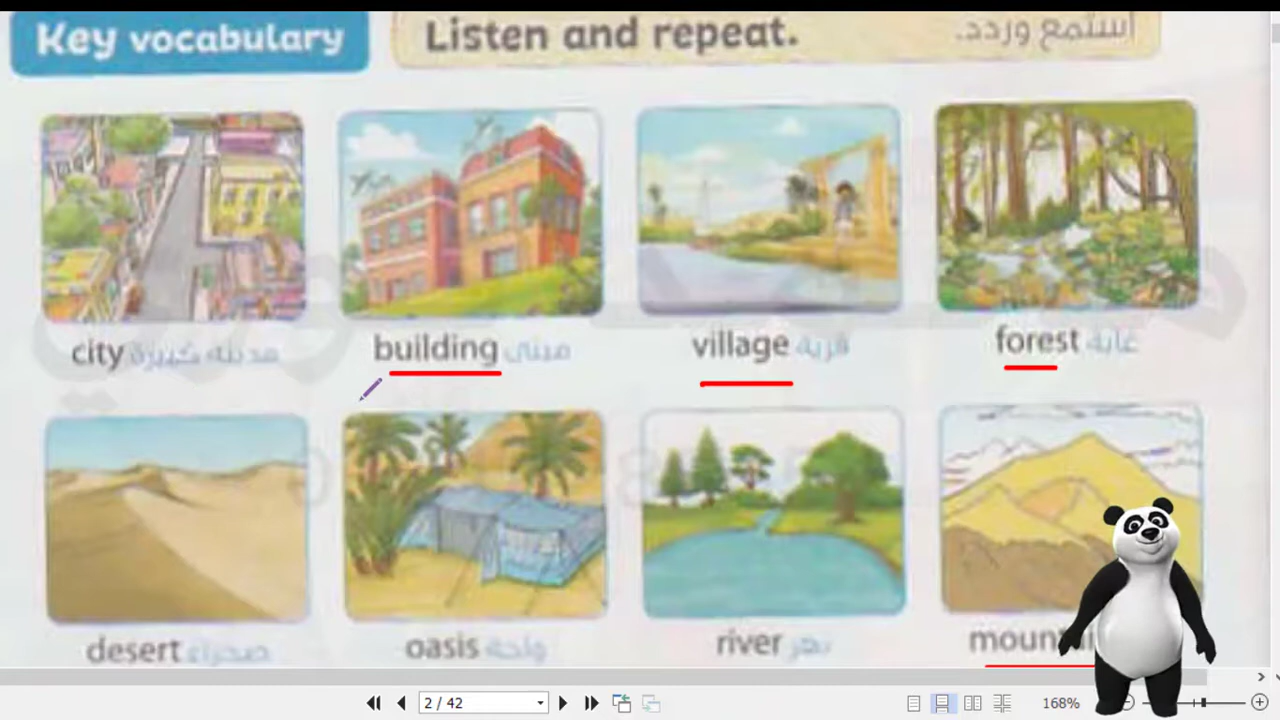 Key vocabulary
Listen and repeat.
استمع وردد.
city مدينة كبيرة
building مبنى
village قرية
forest غابة
desert صحراء
oasis واحة
river نهر
2 / 42
168%